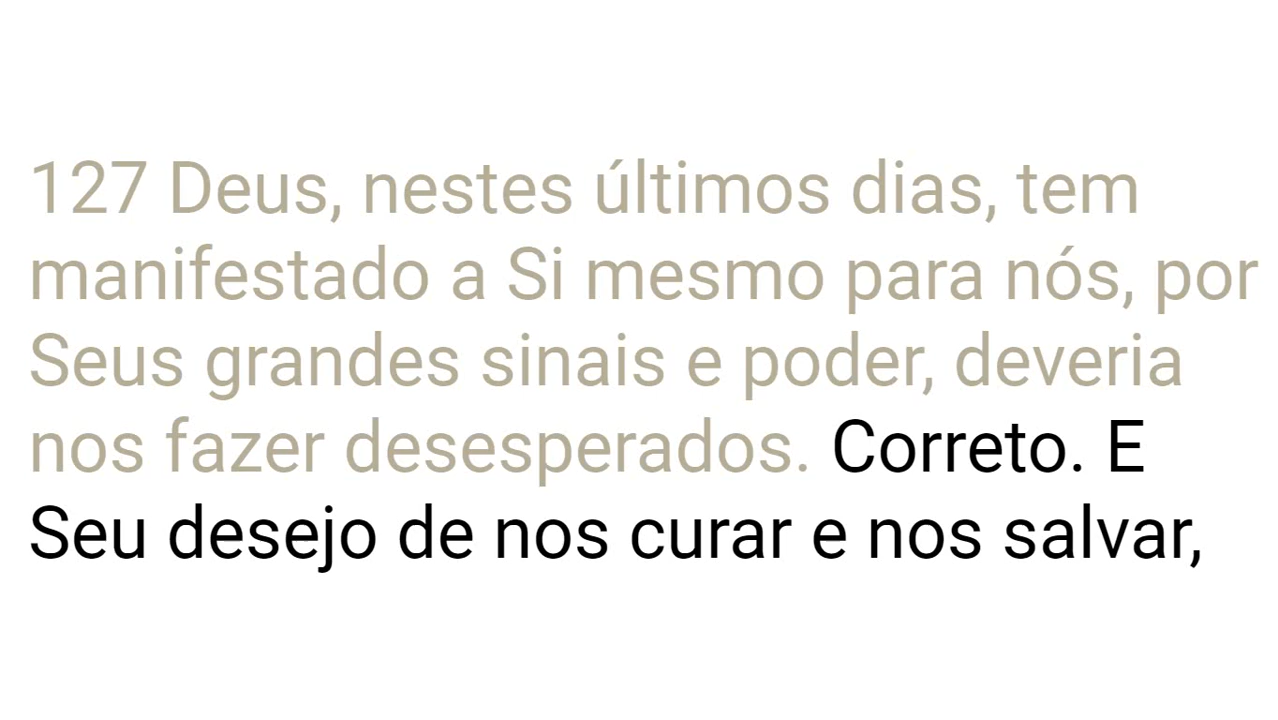 127 Deus, nestes últimos dias, tem
manifestado a Si mesmo para nós, por
Seus grandes sinais e poder, deveria
nos fazer desesperados. Correto. E
Seu desejo de nos curar e nos salvar,